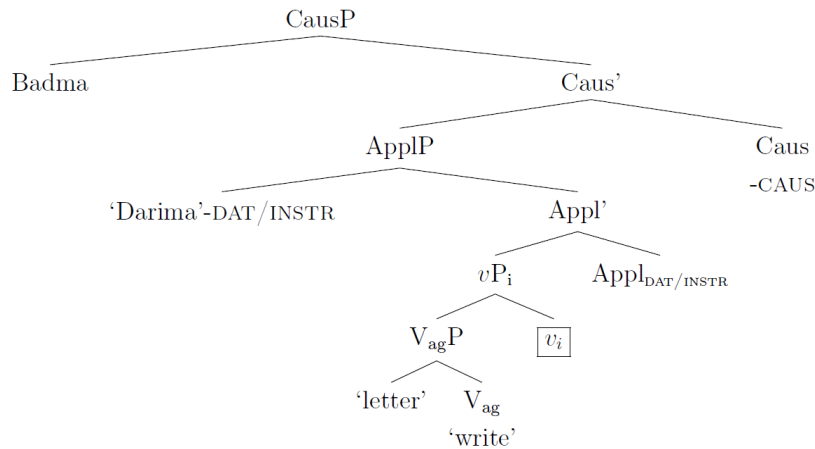 CausP
Badma Caus’
ApplP Caus
-CAUS
‘Darima’-DAT/INSTR Appl’
vPi ApplDAT/INSTR
VagP vi
‘letter’ Vag
‘write’